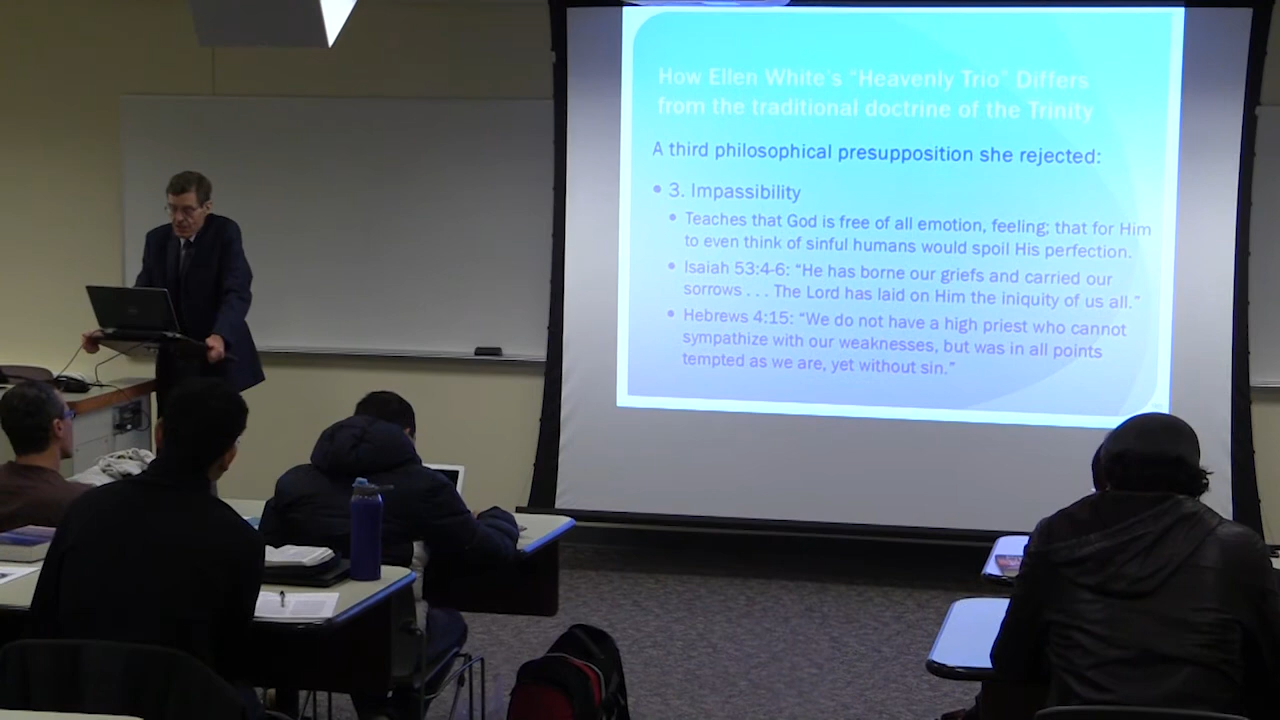 How Ellen White's "Heavenly Trio" Differs
from the traditional doctrine of the Trinity
A third philosophical presupposition she rejected:
• 3. Impassibility
• Teaches that God is free of all emotion, feeling; that for Him
to even think of sinful humans would spoil His perfection.
• Isaiah 53:4-6: "He has borne our griefs and carried our
sorrows . . . The Lord has laid on Him the iniquity of us all."
• Hebrews 4:15: "We do not have a high priest who cannot
sympathize with our weaknesses, but was in all points
tempted as we are, yet without sin."